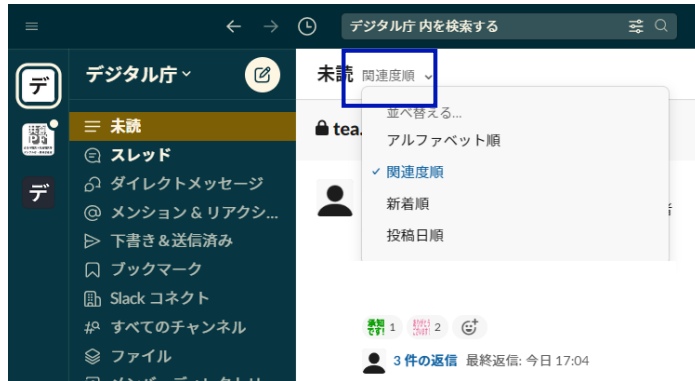 デジタル庁 内を検索する
デ
デ
デジタル庁
未読
スレッド
ダイレクトメッセージ
メンション & リアクシ...
下書き & 送信済み
ブックマーク
Slack コネクト
すべてのチャンネル
ファイル
未読 関連度順
tea.
並べ替える...
アルファベット順
関連度順
新着順
投稿日順
承知です! 1 2
3 件の返信 最終返信: 今日 17:04